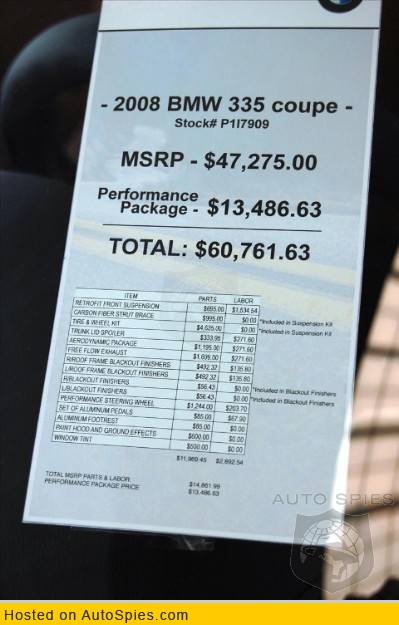 - 2008 BMW 335 coupe -
Stock# P1I7909
MSRP - $47,275.00
Performance
Package - $13,486.63
TOTAL: $60,761.63
ITEM PARTS LABOR
RETROFIT FRONT SUSPENSION $695.00 $1,534.64
CARBON FIBER STRUT BRACE $995.00 $0.00 *Included in Suspension Kit
TIRE & WHEEL KIT $4,625.00 $0.00 *Included in Suspension Kit
TRUNK LID SPOILER $333.95 $271.60
AERODYNAMIC PACKAGE $1,195.00 $271.60
FREE FLOW EXHAUST $1,695.00 $271.60
R/ROOF FRAME BLACKOUT FINISHERS $492.32 $135.80
L/ROOF FRAME BLACKOUT FINISHERS $492.32 $135.80
R/BLACKOUT FINISHERS $56.43 $0.00 *Included in Blackout Finishers
L/BLACKOUT FINISHERS $56.43 $0.00 *Included in Blackout Finishers
PERFORMANCE STEERING WHEEL $1,244.00 $203.70
SET OF ALUMINUM PEDALS $85.00 $67.90
ALUMINUM FOOTREST $65.00 $0.00
PAINT HOOD AND GROUND EFFECTS $600.00 $0.00
WINDOW TINT $500.00 $0.00
$2,892.54
TOTAL MSRP PARTS & LABOR: $14,861.99
PERFORMANCE PACKAGE PRICE $13,486.63
AUTO SPIES
Hosted on AutoSpies.com